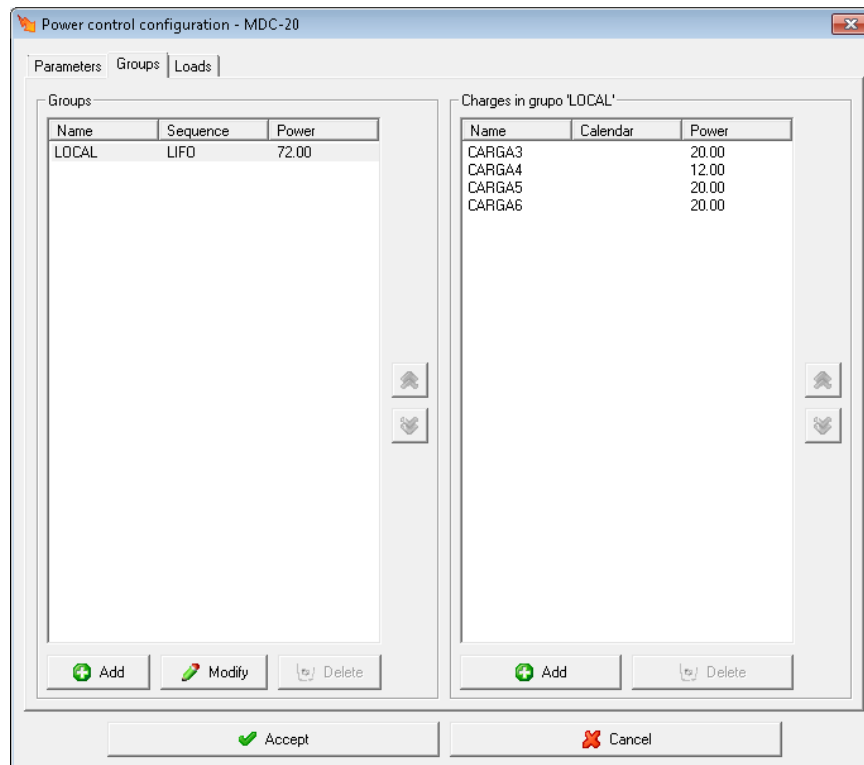 Power control configuration - MDC-20
Parameters Groups Loads
Groups
Name Sequence Power
LOCAL LIFO 72.00
Add Modify Delete
Charges in grupo 'LOCAL'
Name Calendar Power
CARGA3 20.00
CARGA4 12.00
CARGA5 20.00
CARGA6 20.00
Add Delete
Accept Cancel